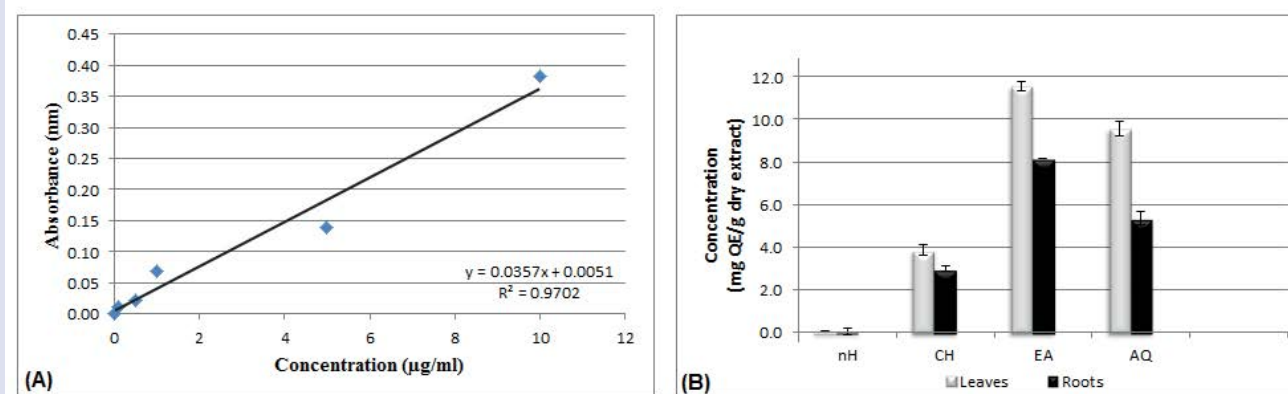 0.45
0.40
0.35
0.30
0.25
0.20
0.15
0.10
0.05
0.00
Absorbance (nm)
y = 0.0357x + 0.0051
R² = 0.9702
0 2 4 6 8 10 12
Concentration (µg/ml)
(A)
12.0
10.0
8.0
6.0
4.0
2.0
0.0
Concentration
(mg QE/g dry extract)
nH CH EA AQ
Leaves Roots
(B)